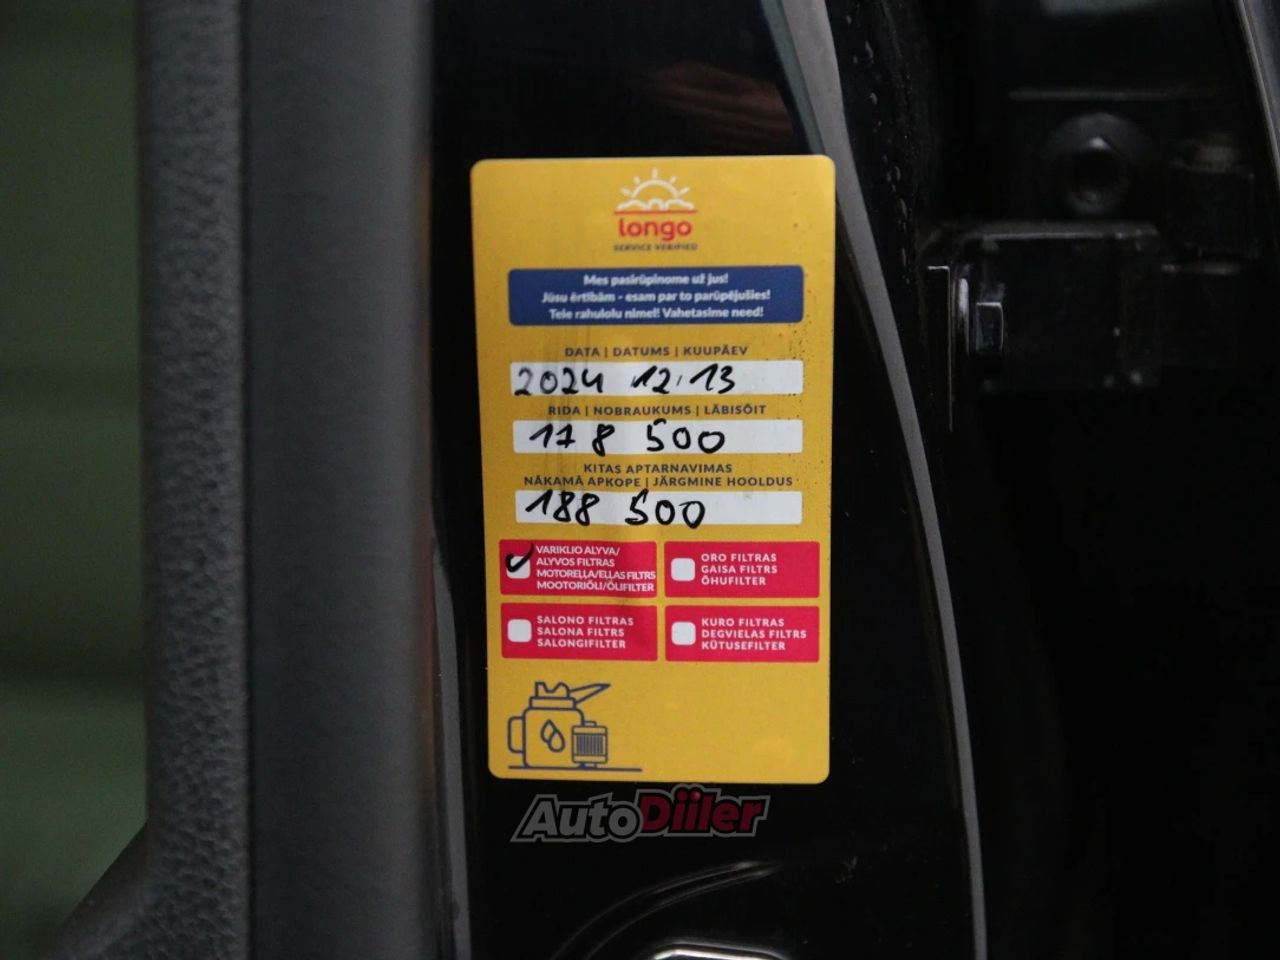 longo
SERVICE VERIFIED
Mes pasirūpinome už jus!
Jūsu ērtībām - esam par to parūpējušies!
Teie rahulolu nimel! Vahetasime need!
DATA | DATUMS | KUUPÄEV
2024 12.13
RIDA | NOBRAUKUMS | LÄBISÕIT
178 500
KITAS APTARNAVIMAS
NĀKAMĀ APKOPE | JÄRGMINE HOOLDUS
188 500
VARIKLIO ALYVA/
ALYVOS FILTRAS
MOTOREĻĻA/EĻĻAS FILTRS
MOOTORIÕLI/ÕLIFILTER
ORO FILTRAS
GAISA FILTRS
ÕHUFILTER
SALONO FILTRAS
SALONA FILTRS
SALONGIFILTER
KURO FILTRAS
DEGVIELAS FILTRS
KÜTUSEFILTER
AutoDiiler